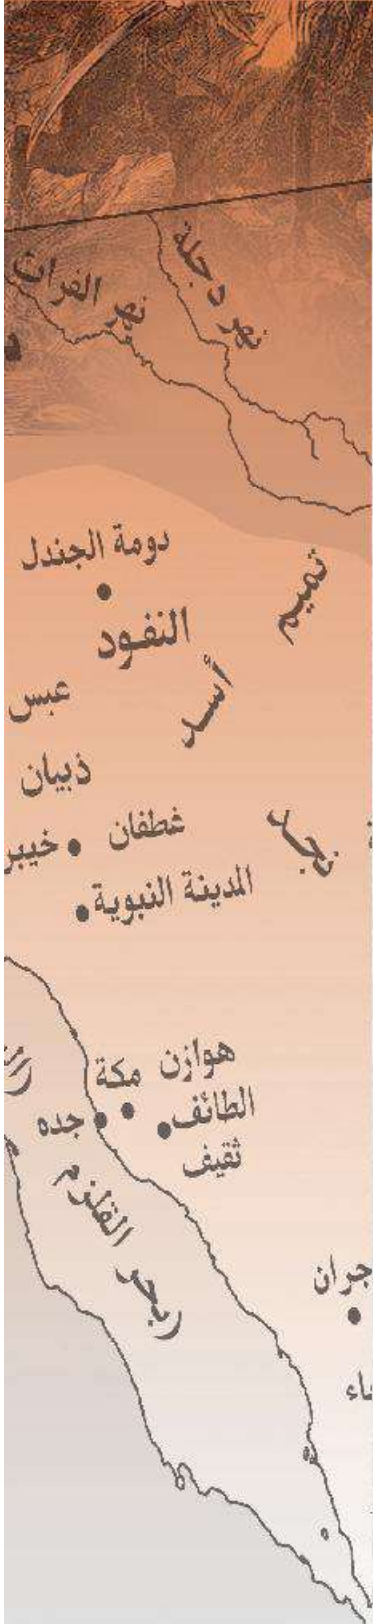 نهر دجلة
نهر الفرات
دومة الجندل
النفود
تميم
أسد
عبس
ذبيان
غطفان
خيبر
نجد
المدينة النبوية
هوازن
مكة
الطائف
جده
ثقيف
(بحر القلزم
جران